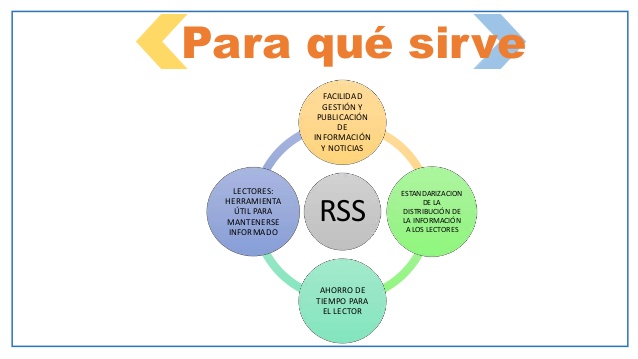 Para qué sirve
FACILIDAD
GESTIÓN Y
PUBLICACIÓN
DE
INFORMACIÓN
Y NOTICIAS
LECTORES:
HERRAMIENTA
ÚTIL PARA
MANTENERSE
INFORMADO
RSS
ESTANDARIZACION
DE LA
DISTRIBUCIÓN DE
LA INFORMACIÓN
A LOS LECTORES
AHORRO DE
TIEMPO PARA
EL LECTOR